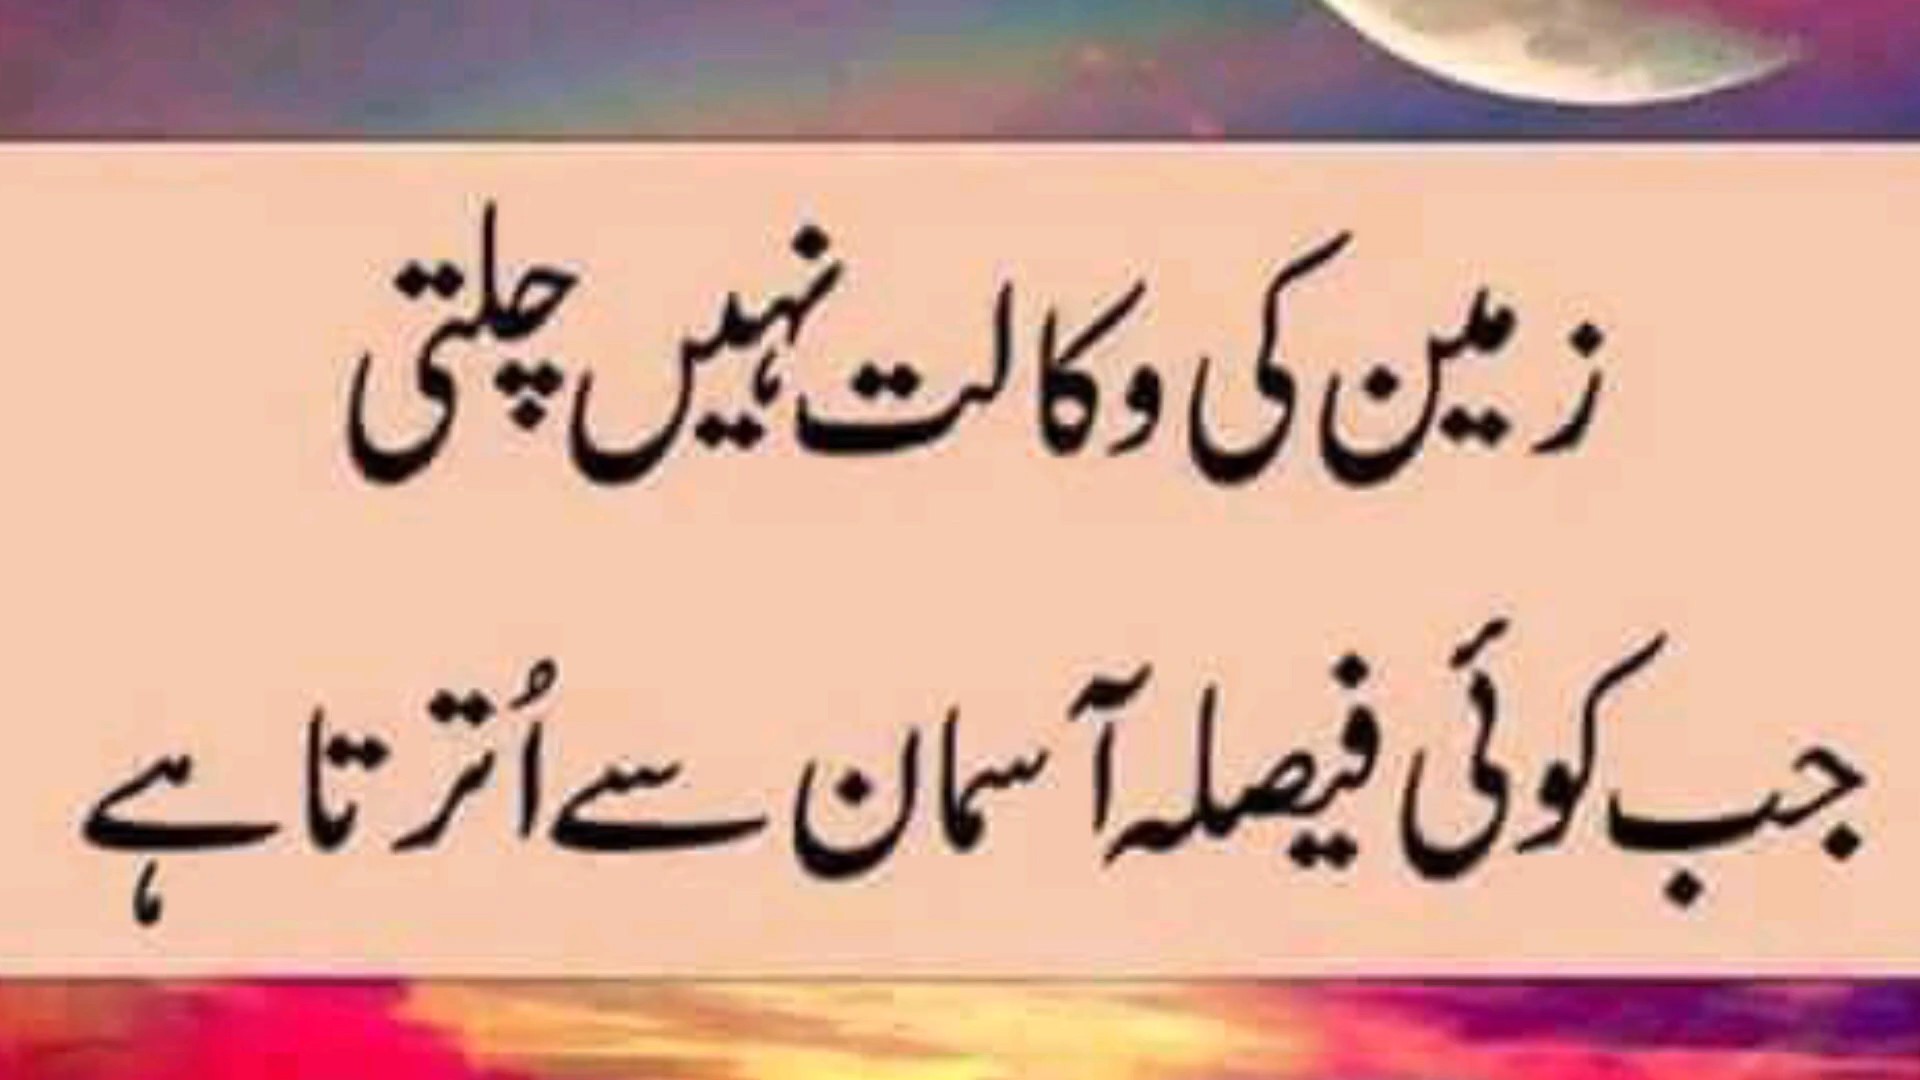 زمین کی وکالت نہیں چلتی
جب کوئی فیصلہ آسمان سے اُترتا ہے